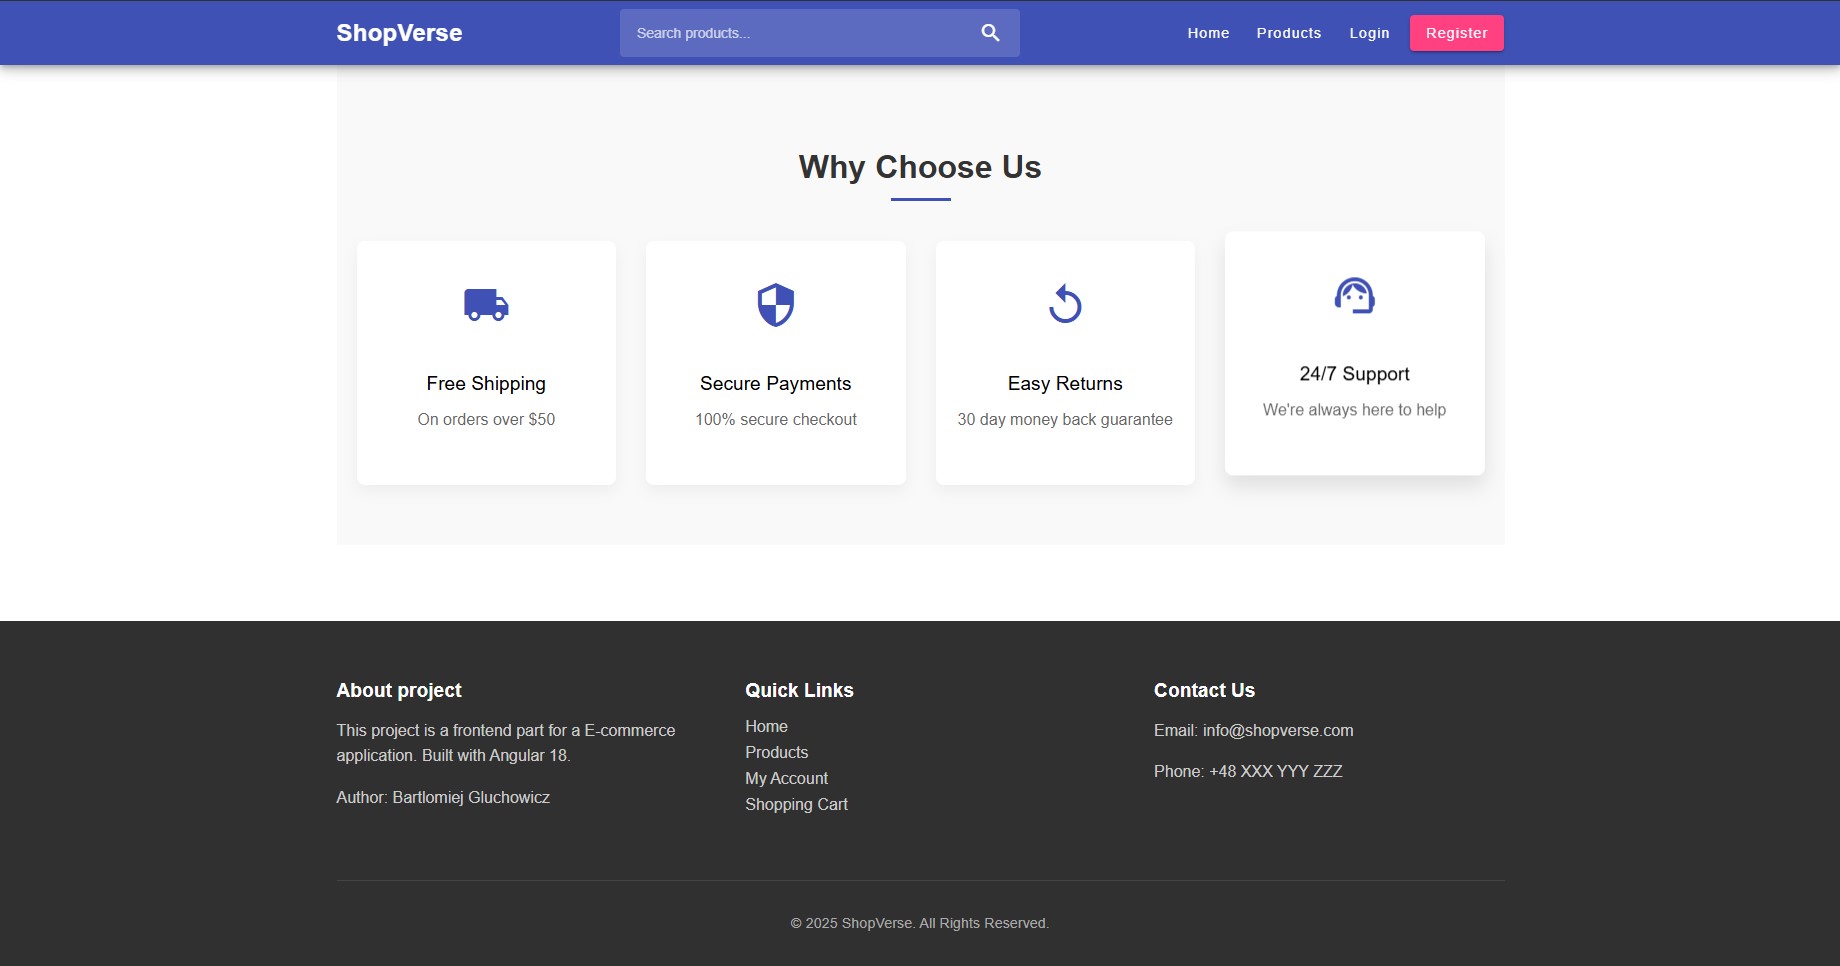 ShopVerse
Search products...
Home
Products
Login
Register
Why Choose Us
Free Shipping
On orders over $50
Secure Payments
100% secure checkout
Easy Returns
30 day money back guarantee
24/7 Support
We're always here to help
About project
This project is a frontend part for a E-commerce
application. Built with Angular 18.
Author: Bartlomiej Gluchowicz
Quick Links
Home
Products
My Account
Shopping Cart
Contact Us
Email: info@shopverse.com
Phone: +48 XXX YYY ZZZ
© 2025 ShopVerse. All Rights Reserved.